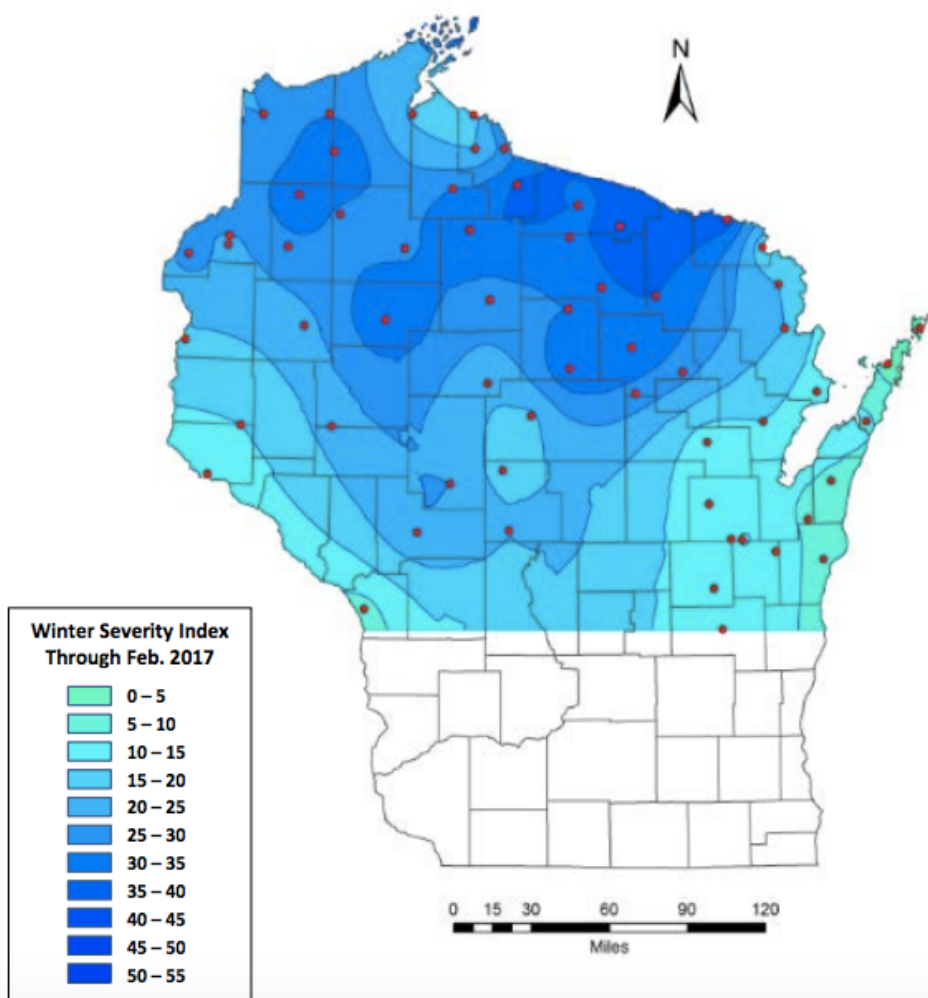 N
Winter Severity Index
Through Feb. 2017
0 – 5
5 – 10
10 – 15
15 – 20
20 – 25
25 – 30
30 – 35
35 – 40
40 – 45
45 – 50
50 – 55
0 15 30 60 90 120
Miles